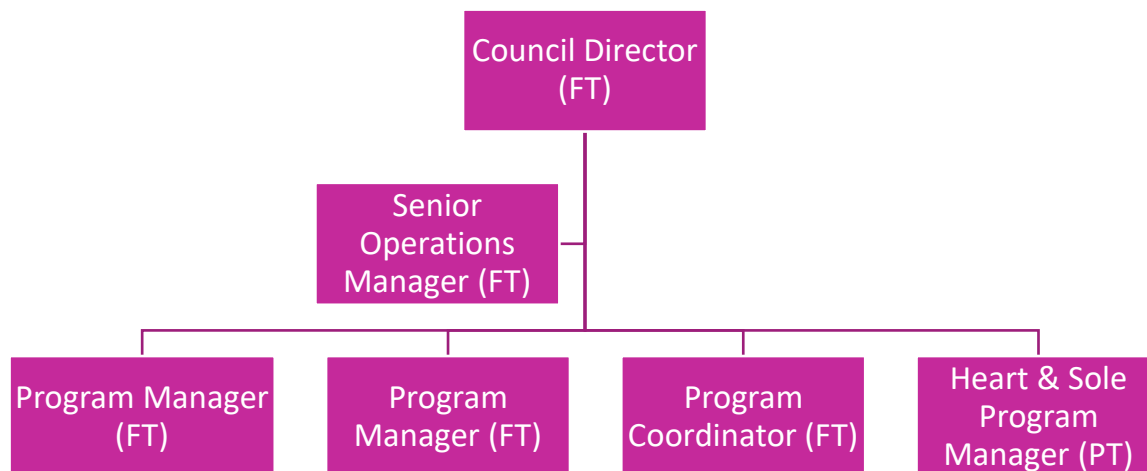 Council Director
(FT)
Senior
Operations
Manager (FT)
Program Manager
(FT)
Program
Manager (FT)
Program
Coordinator (FT)
Heart & Sole
Program
Manager (PT)